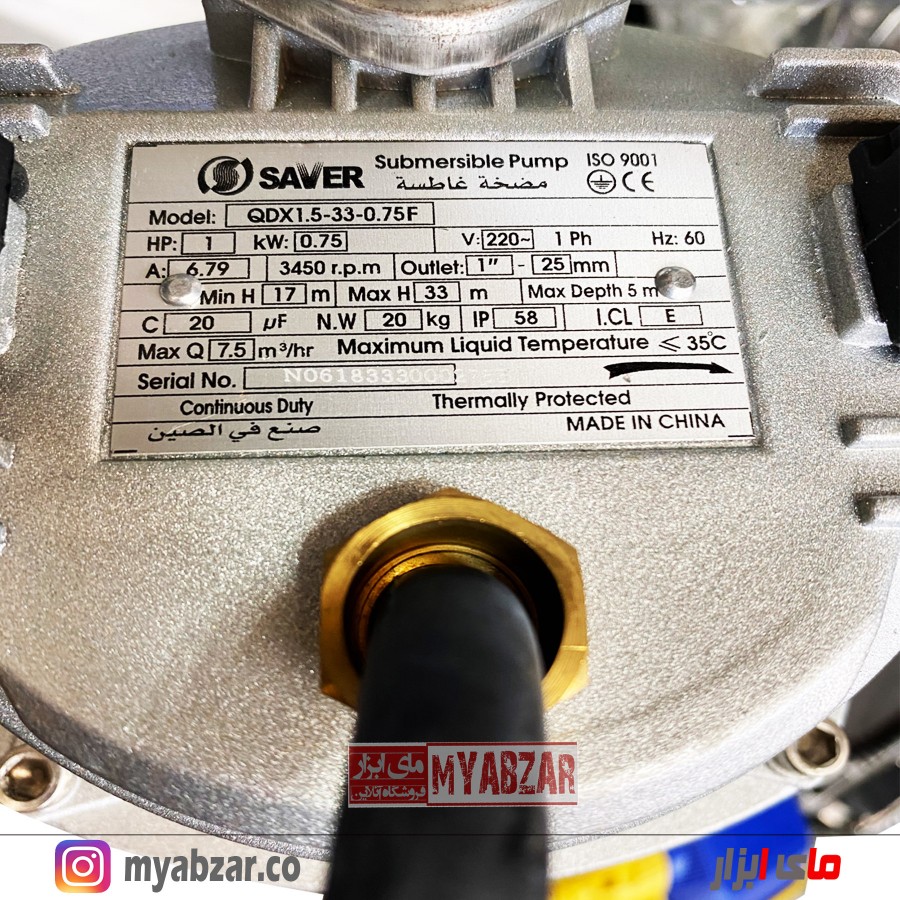 SAVER Submersible Pump ISO 9001
مضخة غاطسة CE
Model: QDX1.5-33-0.75F
HP: 1 kW: 0.75 V: 220~ 1 Ph Hz: 60
A: 6.79 3450 r.p.m Outlet: 1″ - 25 mm
Min H 17 m Max H 33 m Max Depth 5 m
C 20 µF N.W 20 kg IP 58 I.CL E
Max Q 7.5 m³/hr Maximum Liquid Temperature ≤ 35°C
Serial No.
Continuous Duty Thermally Protected
صنع في الصين MADE IN CHINA
مای ابزار MYABZAR
فروشگاه آنلاین
myabzar.co مای ابزار